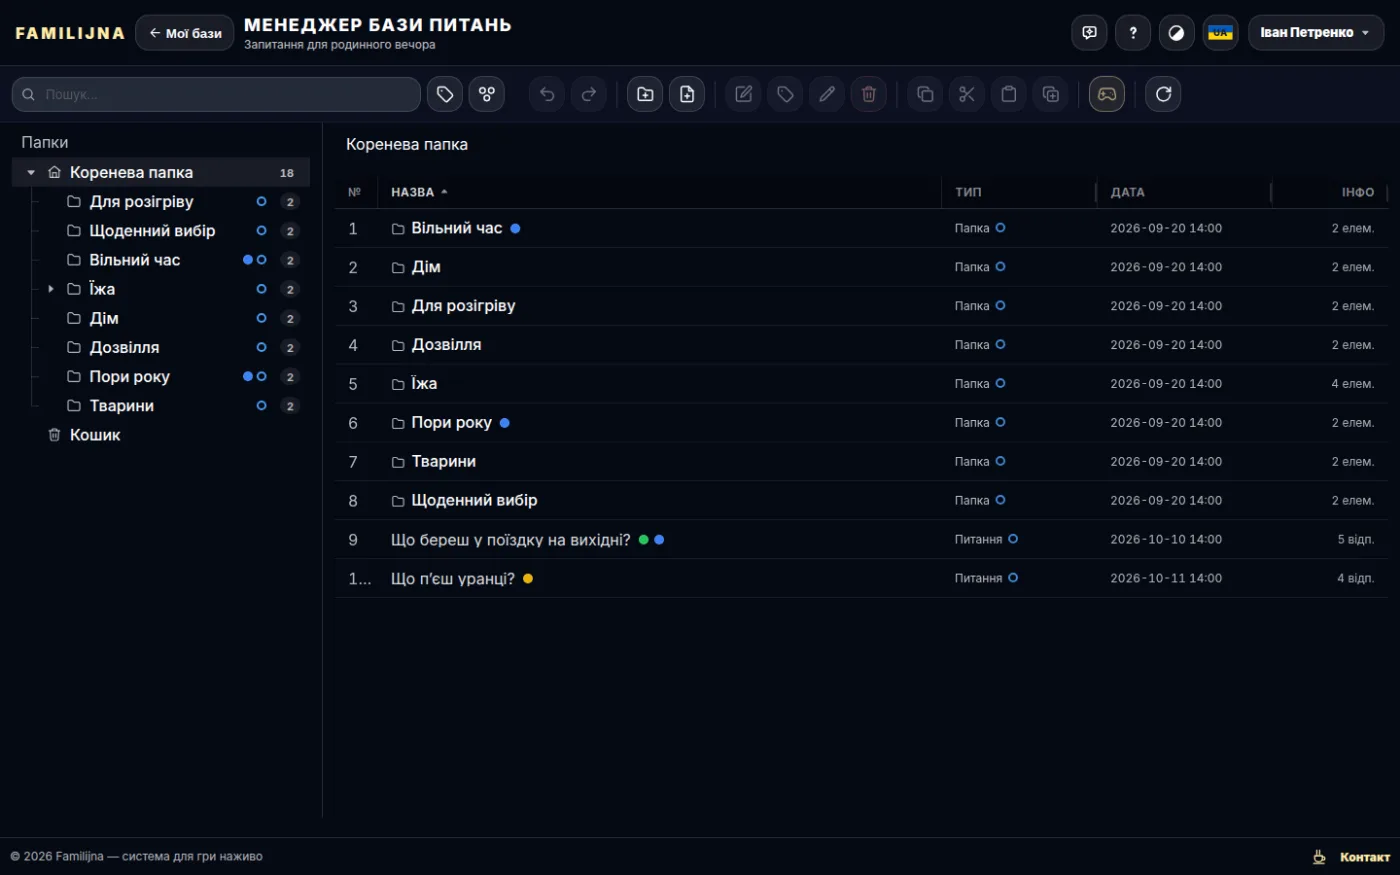 FAMILIJNA
← Мої бази
МЕНЕДЖЕР БАЗИ ПИТАНЬ
Запитання для родинного вечора
?
UA
Іван Петренко
Пошук...
Папки
Коренева папка 18
Для розігріву 2
Щоденний вибір 2
Вільний час 2
Їжа 2
Дім 2
Дозвілля 2
Пори року 2
Тварини 2
Кошик
Коренева папка
№ НАЗВА ТИП ДАТА ІНФО
1 Вільний час Папка 2026-09-20 14:00 2 елем.
2 Дім Папка 2026-09-20 14:00 2 елем.
3 Для розігріву Папка 2026-09-20 14:00 2 елем.
4 Дозвілля Папка 2026-09-20 14:00 2 елем.
5 Їжа Папка 2026-09-20 14:00 4 елем.
6 Пори року Папка 2026-09-20 14:00 2 елем.
7 Тварини Папка 2026-09-20 14:00 2 елем.
8 Щоденний вибір Папка 2026-09-20 14:00 2 елем.
9 Що береш у поїздку на вихідні? Питання 2026-10-10 14:00 5 відп.
1... Що п’єш уранці? Питання 2026-10-11 14:00 4 відп.
© 2026 Familijna — система для гри наживо
Контакт